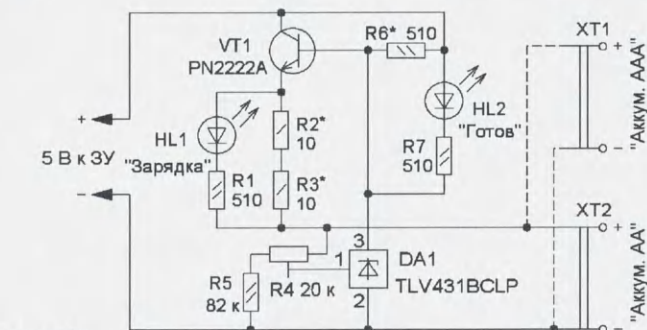 R6* 510
XT1
VT1
PN2222A
+
"Аккум. ААА"
–
HL2
"Готов"
+
5 В к ЗУ
–
HL1
"Зарядка"
R2*
10
R7
510
R1
510
R3*
10
XT2
+
"Аккум. АА"
–
3
1
2
DA1
TLV431BCLP
R5
82 к
R4 20 к